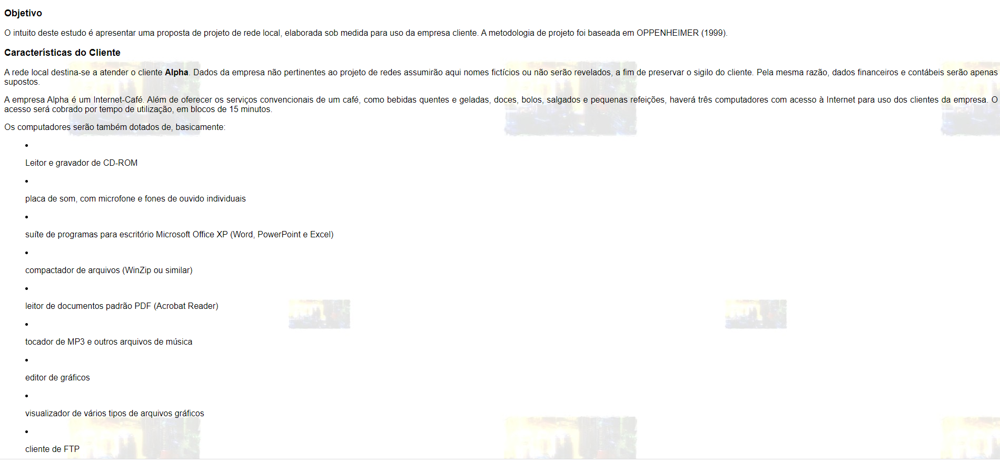 Objetivo
O intuito deste estudo é apresentar uma proposta de projeto de rede local, elaborada sob medida para uso da empresa cliente. A metodologia de projeto foi baseada em OPPENHEIMER (1999).
Características do Cliente
A rede local destina-se a atender o cliente Alpha. Dados da empresa não pertinentes ao projeto de redes assumirão aqui nomes fictícios ou não serão revelados, a fim de preservar o sigilo do cliente. Pela mesma razão, dados financeiros e contábeis serão apenas
supostos.
A empresa Alpha é um Internet-Café. Além de oferecer os serviços convencionais de um café, como bebidas quentes e geladas, doces, bolos, salgados e pequenas refeições, haverá três computadores com acesso à Internet para uso dos clientes da empresa. O
acesso será cobrado por tempo de utilização, em blocos de 15 minutos.
Os computadores serão também dotados de, basicamente:
•
Leitor e gravador de CD-ROM
•
placa de som, com microfone e fones de ouvido individuais
•
suíte de programas para escritório Microsoft Office XP (Word, PowerPoint e Excel)
•
compactador de arquivos (WinZip ou similar)
•
leitor de documentos padrão PDF (Acrobat Reader)
•
tocador de MP3 e outros arquivos de música
•
editor de gráficos
•
visualizador de vários tipos de arquivos gráficos
•
cliente de FTP